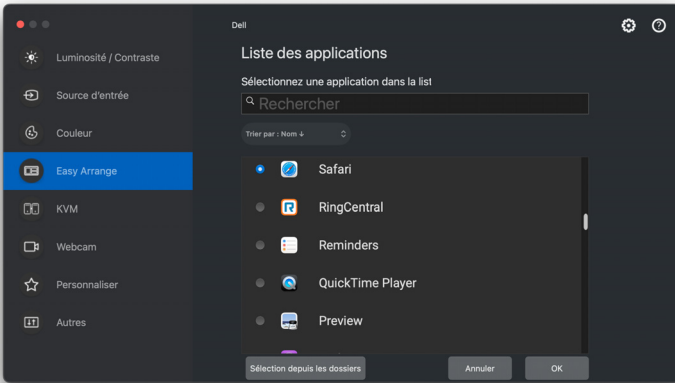 Dell
Luminosité / Contraste
Source d'entrée
Couleur
Easy Arrange
KVM
Webcam
Personnaliser
Autres
Liste des applications
Sélectionnez une application dans la list
Rechercher
Trier par : Nom ↓
Safari
RingCentral
Reminders
QuickTime Player
Preview
Sélection depuis les dossiers
Annuler
OK